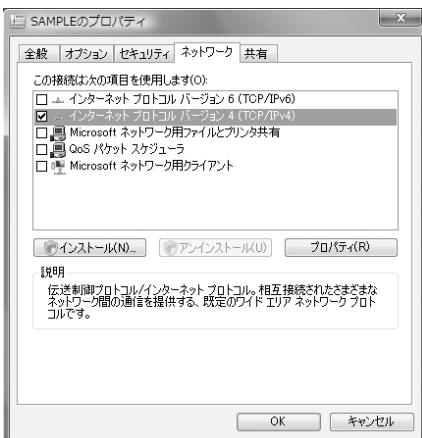 SAMPLEのプロパティ
全般 オプション セキュリティ ネットワーク 共有
この接続は次の項目を使用します(O):
インターネット プロトコル バージョン 6 (TCP/IPv6)
インターネット プロトコル バージョン 4 (TCP/IPv4)
Microsoft ネットワーク用ファイルとプリンタ共有
QoS パケット スケジューラ
Microsoft ネットワーク用クライアント
インストール(N)... アンインストール(U) プロパティ(R)
説明
伝送制御プロトコル/インターネット プロトコル。相互接続されたさまざまな
ネットワーク間の通信を提供する、既定のワイド エリア ネットワーク プロト
コルです。
OK キャンセル